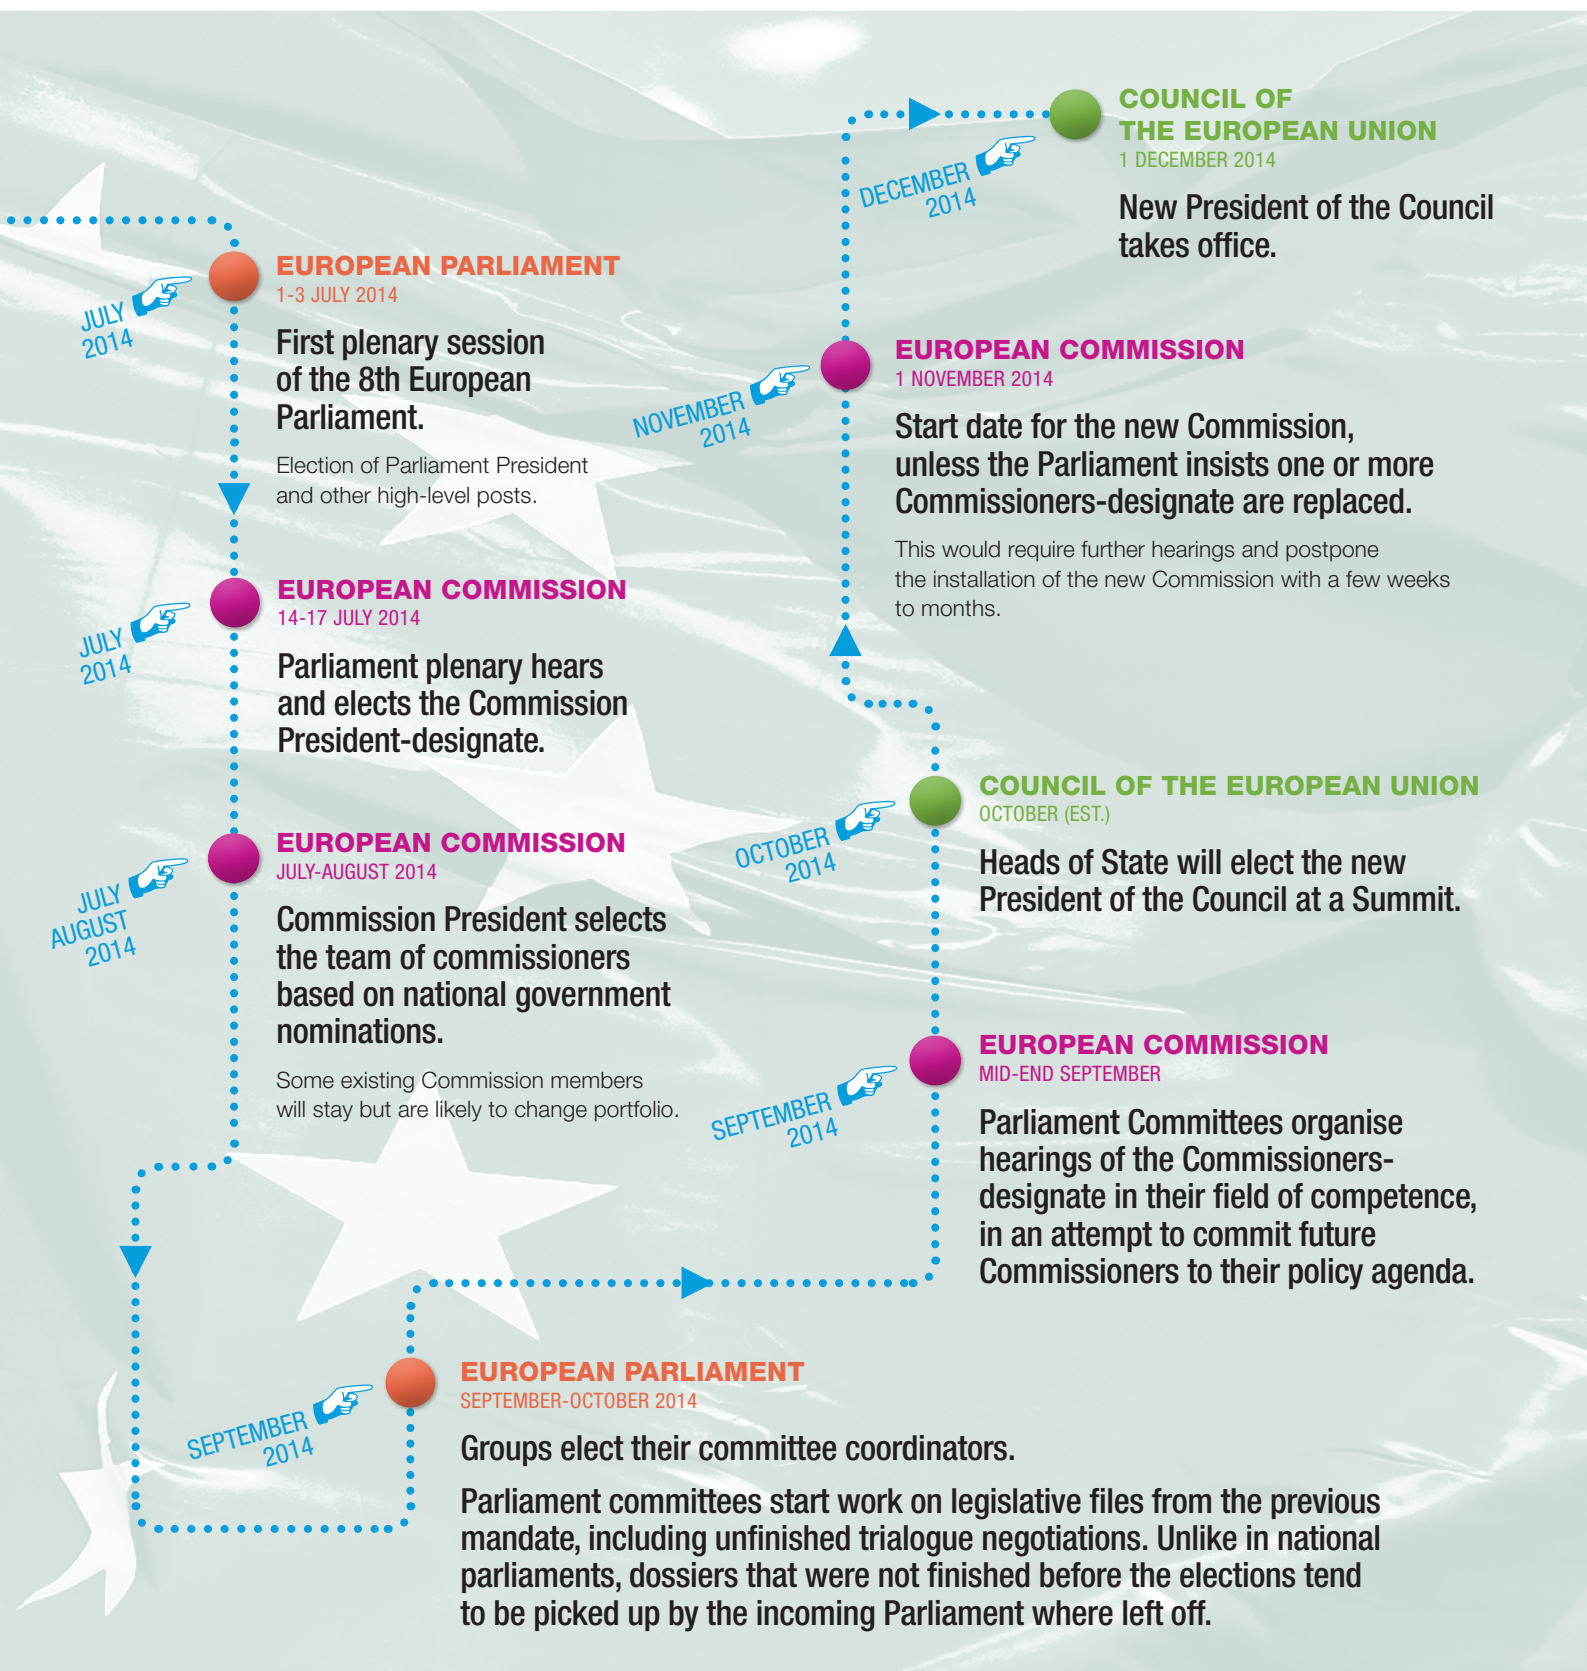 JULY
2014
EUROPEAN PARLIAMENT
1-3 JULY 2014
First plenary session
of the 8th European
Parliament.
Election of Parliament President
and other high-level posts.
JULY
2014
EUROPEAN COMMISSION
14-17 JULY 2014
Parliament plenary hears
and elects the Commission
President-designate.
JULY
AUGUST
2014
EUROPEAN COMMISSION
JULY-AUGUST 2014
Commission President selects
the team of commissioners
based on national government
nominations.
Some existing Commission members
will stay but are likely to change portfolio.
SEPTEMBER
2014
EUROPEAN PARLIAMENT
SEPTEMBER-OCTOBER 2014
Groups elect their committee coordinators.
Parliament committees start work on legislative files from the previous
mandate, including unfinished trialogue negotiations. Unlike in national
parliaments, dossiers that were not finished before the elections tend
to be picked up by the incoming Parliament where left off.
SEPTEMBER
2014
EUROPEAN COMMISSION
MID-END SEPTEMBER
Parliament Committees organise
hearings of the Commissioners-
designate in their field of competence,
in an attempt to commit future
Commissioners to their policy agenda.
OCTOBER
2014
COUNCIL OF THE EUROPEAN UNION
OCTOBER (EST.)
Heads of State will elect the new
President of the Council at a Summit.
NOVEMBER
2014
EUROPEAN COMMISSION
1 NOVEMBER 2014
Start date for the new Commission,
unless the Parliament insists one or more
Commissioners-designate are replaced.
This would require further hearings and postpone
the installation of the new Commission with a few weeks
to months.
DECEMBER
2014
COUNCIL OF
THE EUROPEAN UNION
1 DECEMBER 2014
New President of the Council
takes office.